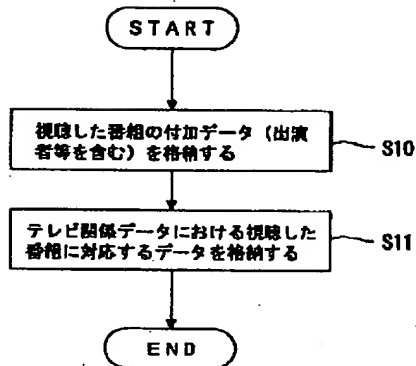 START
視聴した番組の付加データ（出演
者等を含む）を格納する
S10
テレビ関係データにおける視聴した
番組に対応するデータを格納する
S11
END